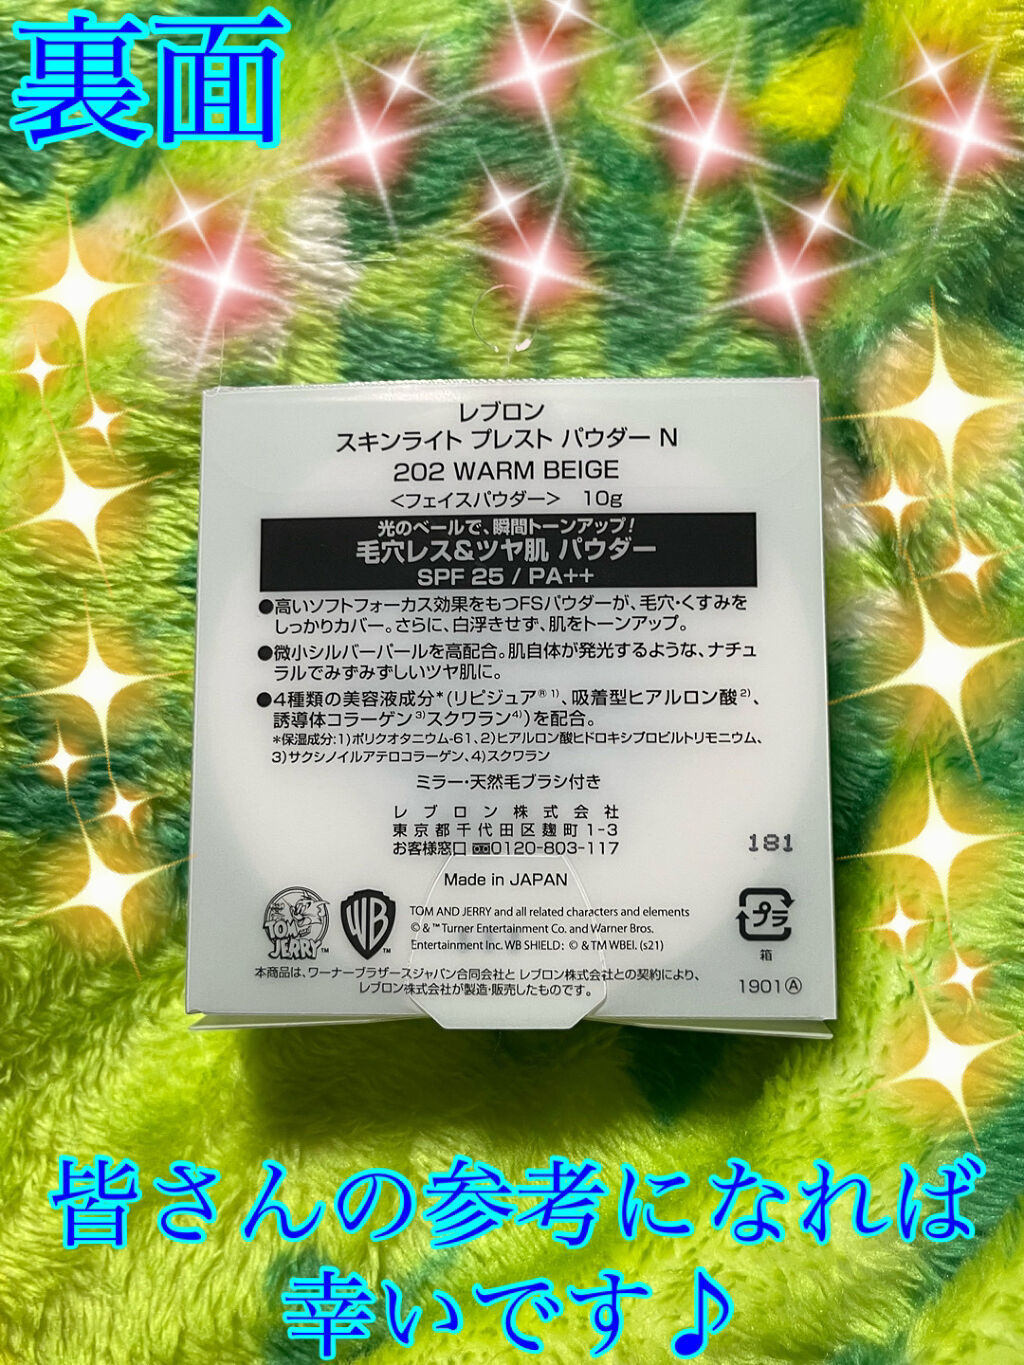 裏面
レブロン
スキンライト プレスト パウダー N
202 WARM BEIGE
<フェイスパウダー> 10g
光のベールで、瞬間トーンアップ!
毛穴レス&ツヤ肌 パウダー
SPF 25 / PA++
●高いソフトフォーカス効果をもつFSパウダーが、毛穴・くすみを
しっかりカバー。さらに、白浮きせず、肌をトーンアップ。
●微小シルバーパールを高配合。肌自体が発光するような、ナチュ
ラルでみずみずしいツヤ肌に。
●4種類の美容液成分*(リピジュア®1)、吸着型ヒアルロン酸2)、
誘導体コラーゲン3)スクワラン4))を配合。
*保湿成分:1)ポリクオタニウム-61、2)ヒアルロン酸ヒドロキシプロピルトリモニウム、
3)サクシノイルアテロコラーゲン、4)スクワラン
ミラー・天然毛ブラシ付き
レブロン株式会社
東京都千代田区麹町1-3
お客様窓口 0120-803-117
181
Made in JAPAN
TOM AND JERRY™
WB™
TOM AND JERRY and all related characters and elements
© & ™ Turner Entertainment Co. and Warner Bros.
Entertainment Inc. WB SHIELD: © & TM WBEI. (s21)
プラ
箱
本商品は、ワーナーブラザースジャパン合同会社と レブロン株式会社との契約により、
レブロン株式会社が製造・販売したものです。
1901Ⓐ
皆さんの参考になれば
幸いです♪